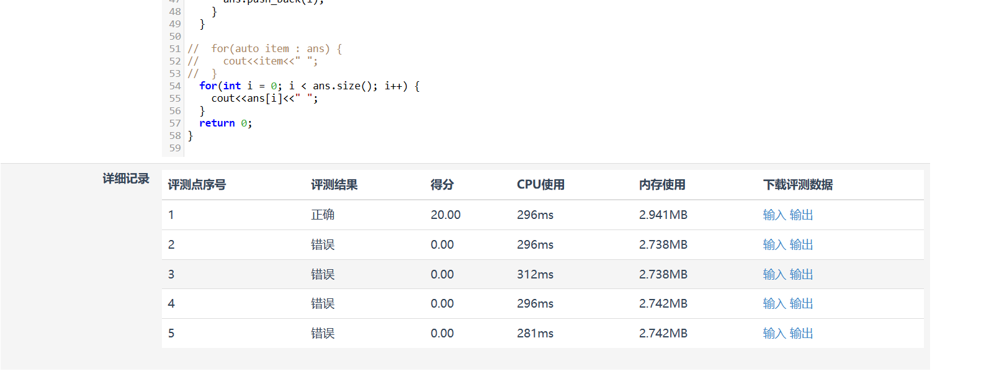 47 ans.push_back(i);
48 }
49 }
50
51 // for(auto item : ans) {
52 // cout<<item<<" ";
53 // }
54 for(int i = 0; i < ans.size(); i++) {
55 cout<<ans[i]<<" ";
56 }
57 return 0;
58 }
59
详细记录 评测点序号 评测结果 得分 CPU使用 内存使用 下载评测数据
1 正确 20.00 296ms 2.941MB 输入 输出
2 错误 0.00 296ms 2.738MB 输入 输出
3 错误 0.00 312ms 2.738MB 输入 输出
4 错误 0.00 296ms 2.742MB 输入 输出
5 错误 0.00 281ms 2.742MB 输入 输出